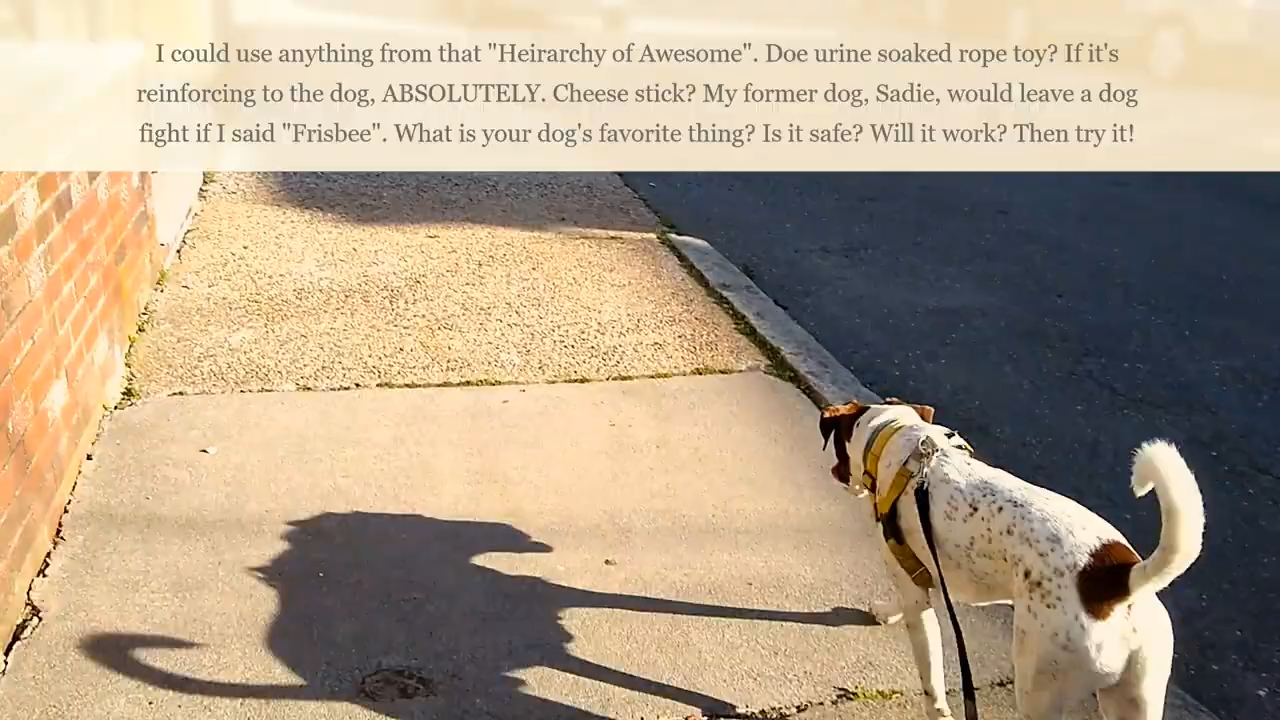 I could use anything from that "Heirarchy of Awesome". Doe urine soaked rope toy? If it's
reinforcing to the dog, ABSOLUTELY. Cheese stick? My former dog, Sadie, would leave a dog
fight if I said "Frisbee". What is your dog's favorite thing? Is it safe? Will it work? Then try it!